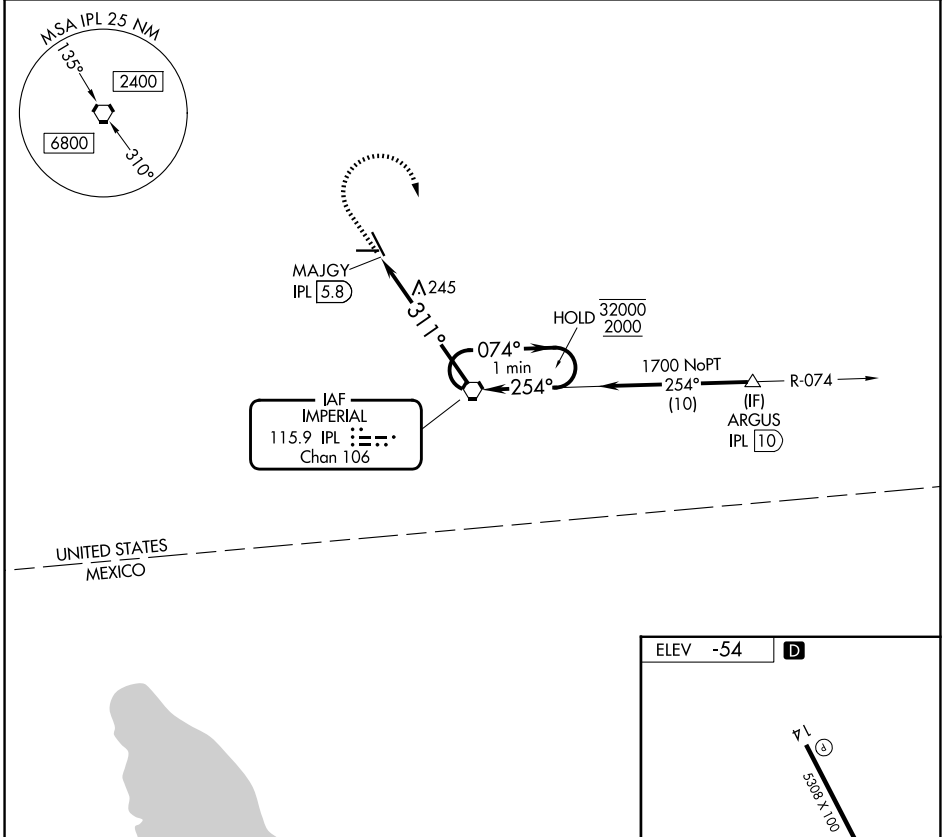 MSA IPL 25 NM
135°
2400
6800
310°
MAJGY
IPL 5.8
245
311°
HOLD 32000
2000
074°
1 min
254°
1700 NoPT
254°
(10)
R-074
(IF)
ARGUS
IPL 10
IAF
IMPERIAL
115.9 IPL
Chan 106
UNITED STATES
MEXICO
ELEV -54 D
14
P
5308 X 100